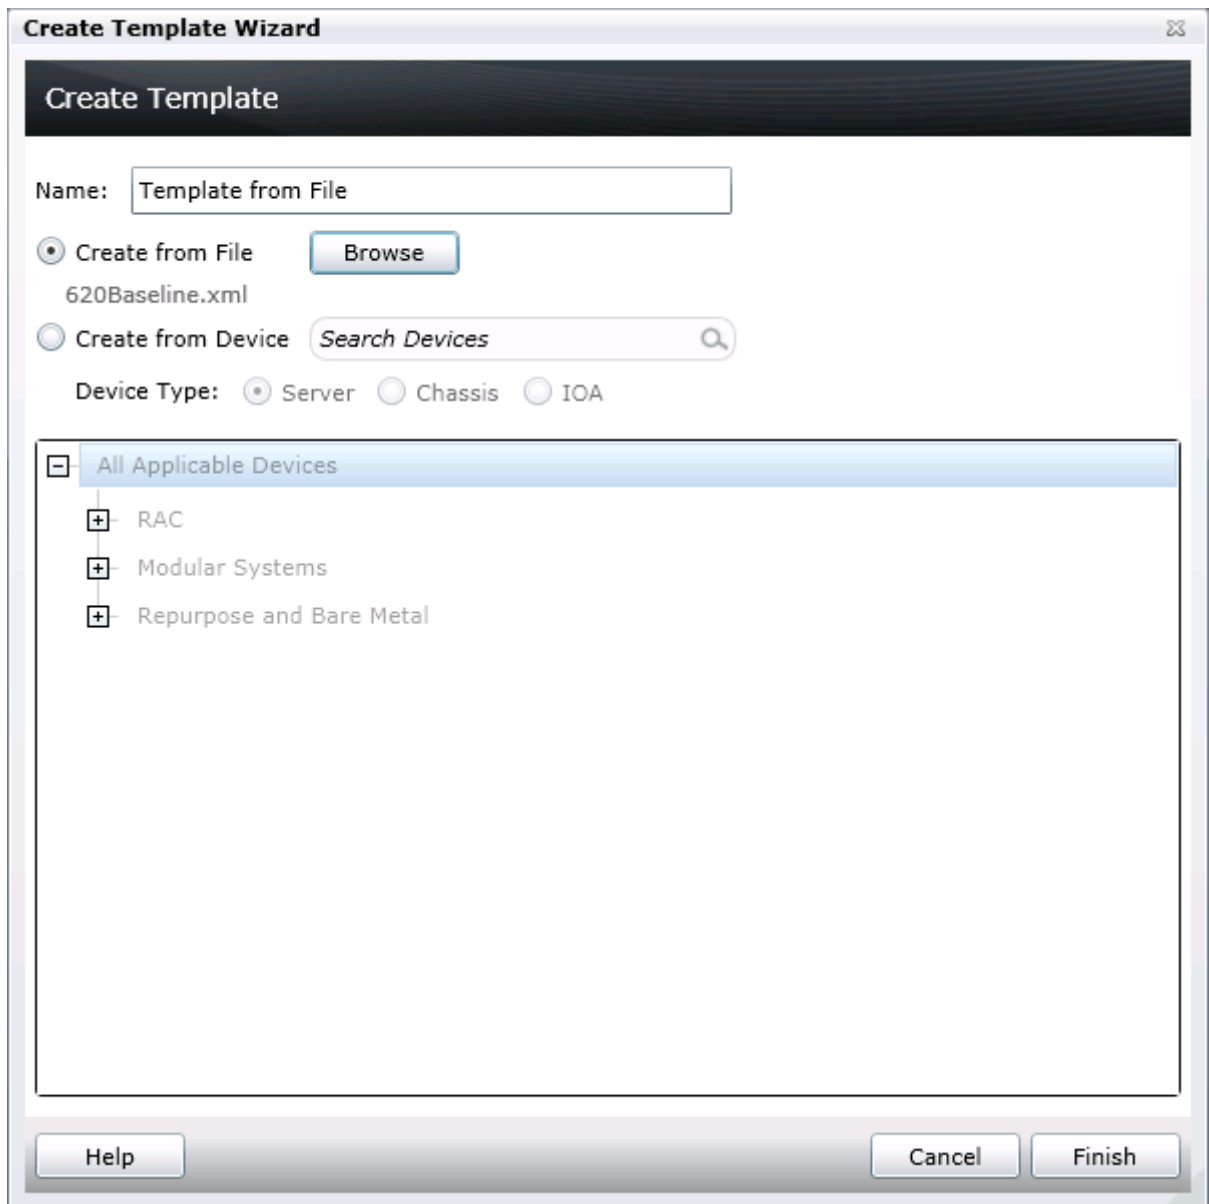 Create Template Wizard
Create Template
Name: Template from File
Create from File Browse
620Baseline.xml
Create from Device Search Devices
Device Type: Server Chassis IOA
All Applicable Devices
RAC
Modular Systems
Repurpose and Bare Metal
Help Cancel Finish